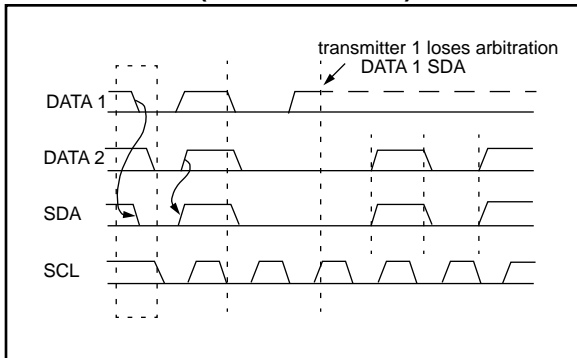 transmitter 1 loses arbitration
DATA 1 SDA
DATA 1
DATA 2
SDA
SCL